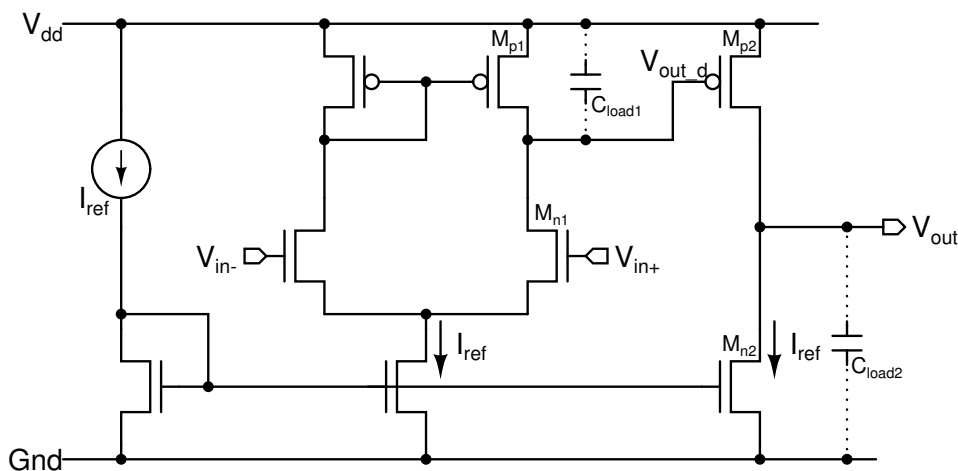 Vdd
Mp1
Mp2
Vout_d
Cload1
Iref
Mn1
Vin-
Vin+
Vout
Iref
Mn2
Iref
Cload2
Gnd